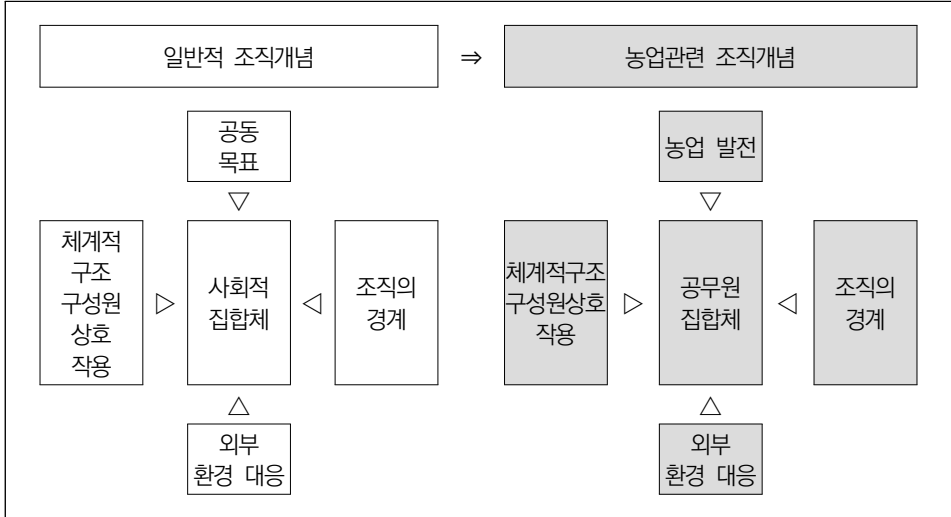 일반적 조직개념
⇒
농업관련 조직개념
공동
목표
▽
체계적
구조
구성원
상호
작용
▷
사회적
집합체
◁
조직의
경계
△
외부
환경 대응
농업 발전
▽
체계적구조
구성원상호
작용
▷
공무원
집합체
◁
조직의
경계
△
외부
환경 대응